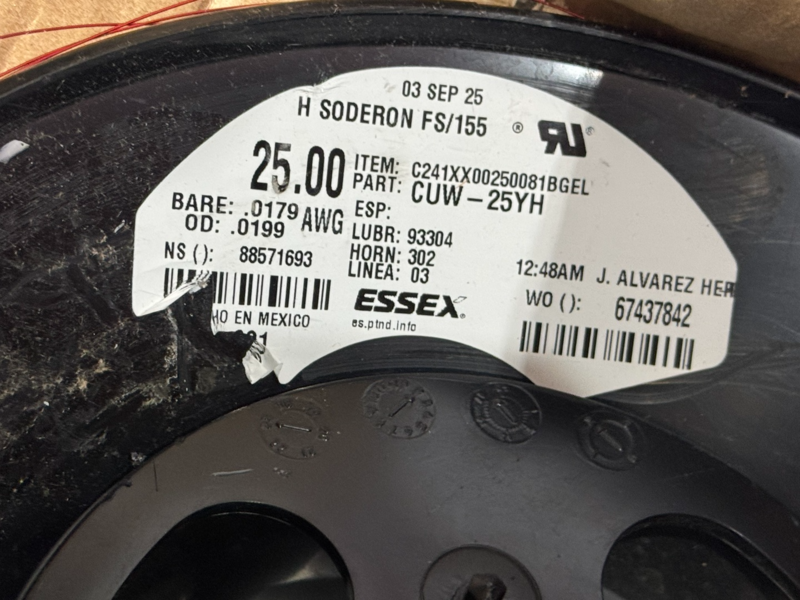 03 SEP 25
H SODERON FS/155 ® RU
25.00 AWG
ITEM: C241XX00250081BGEL
PART: CUW-25YH
BARE: .0179
OD: .0199
ESP:
LUBR: 93304
HORN: 302
LINEA: 03
NS ( ): 88571693
12:48AM J. ALVAREZ HER
WO ( ): 67437842
ESSEX®
es.ptnd.info
HO EN MEXICO